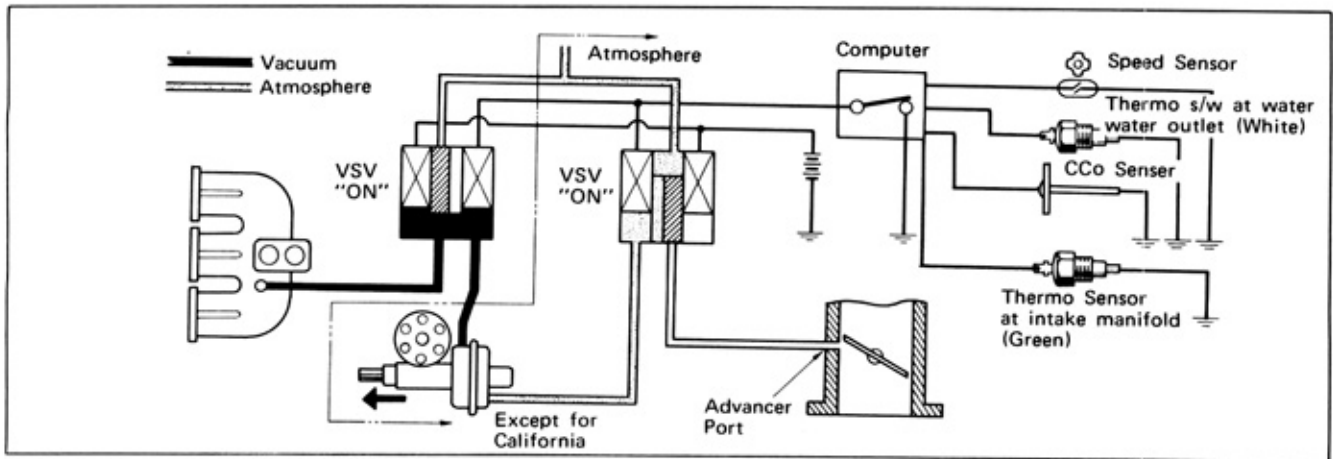 Vacuum
Atmosphere
Atmosphere
Computer
Speed Sensor
Thermo s/w at water
water outlet (White)
CCo Senser
Thermo Sensor
at intake manifold
(Green)
VSV
"ON"
VSV
"ON"
Advancer
Port
Except for
California